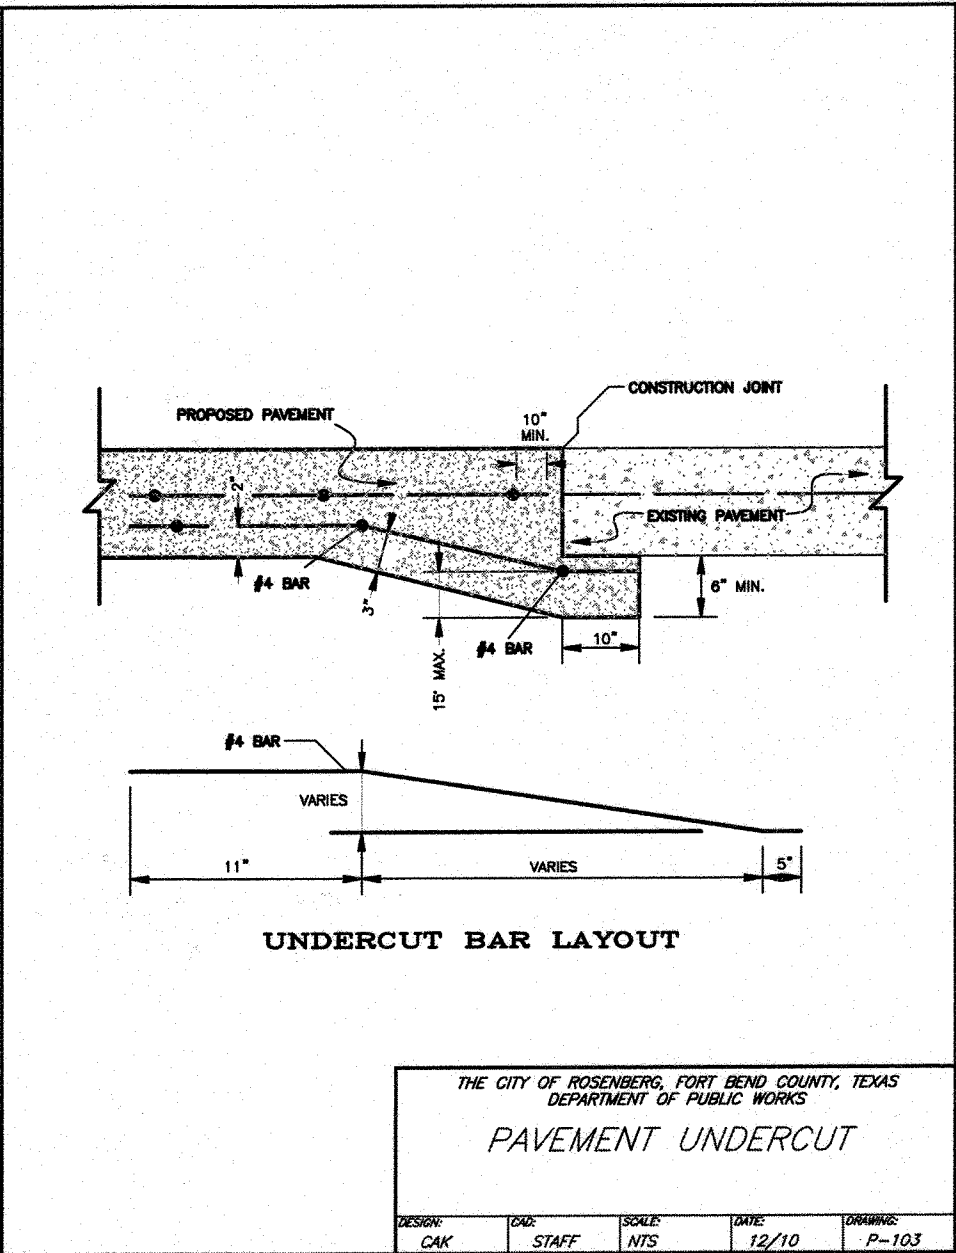 CONSTRUCTION JOINT
PROPOSED PAVEMENT
10"
MIN.
2"
EXISTING PAVEMENT
#4 BAR
3"
6" MIN.
#4 BAR
10"
15' MAX.
#4 BAR
VARIES
11"
VARIES
5"
UNDERCUT BAR LAYOUT
THE CITY OF ROSENBERG, FORT BEND COUNTY, TEXAS
DEPARTMENT OF PUBLIC WORKS
PAVEMENT UNDERCUT
DESIGN: CAD: SCALE: DATE: DRAWING:
CAK STAFF NTS 12/10 P-103